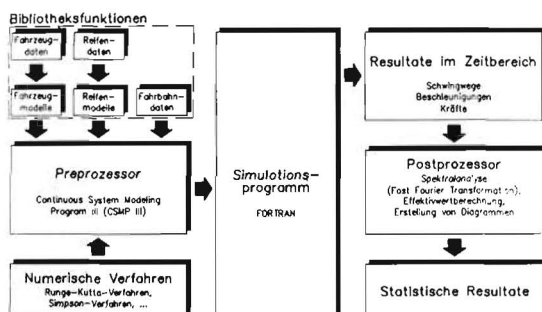 Bibliotheksfunktionen
Fahrzeug-
daten
Reifen-
daten
Fahrzeug-
modelle
Reifen-
modelle
Fahrbahn-
daten
Preprozessor
Continuous System Modeling
Program III (CSMP III)
Numerische Verfahren
Runge-Kutta-Verfahren,
Simpson-Verfahren, ...
Simulations-
programm
FORTRAN
Resultate im Zeitbereich
Schwingwege
Beschleunigungen
Kräfte
Postprozessor
Spektralanalyse
(Fast Fourier Transformation),
Effektivwertberechnung,
Erstellung von Diagrammen
Statistische Resultate